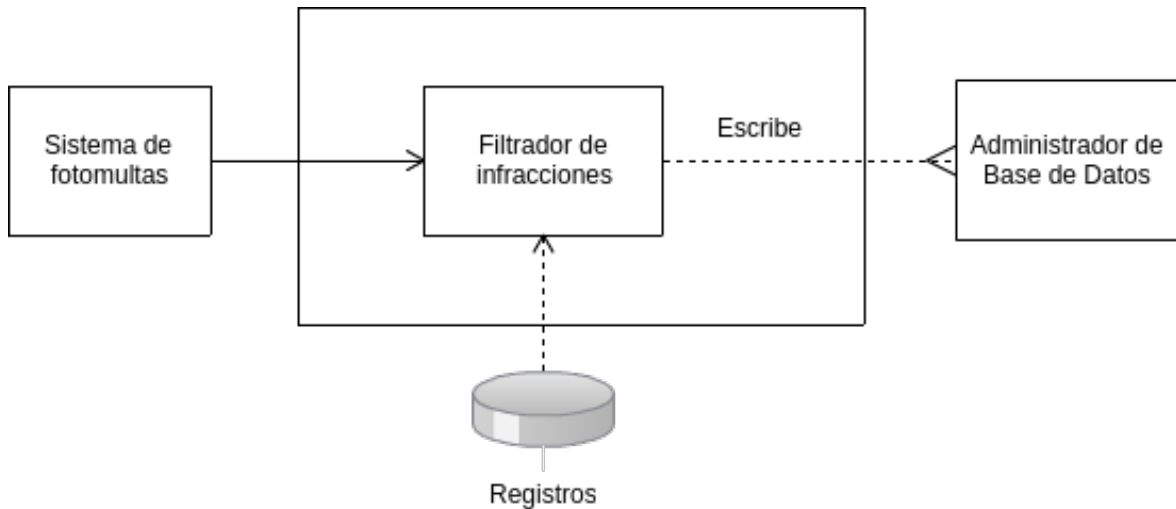 Sistema de
fotomultas
Filtrador de
infracciones
Escribe
Administrador de
Base de Datos
Registros